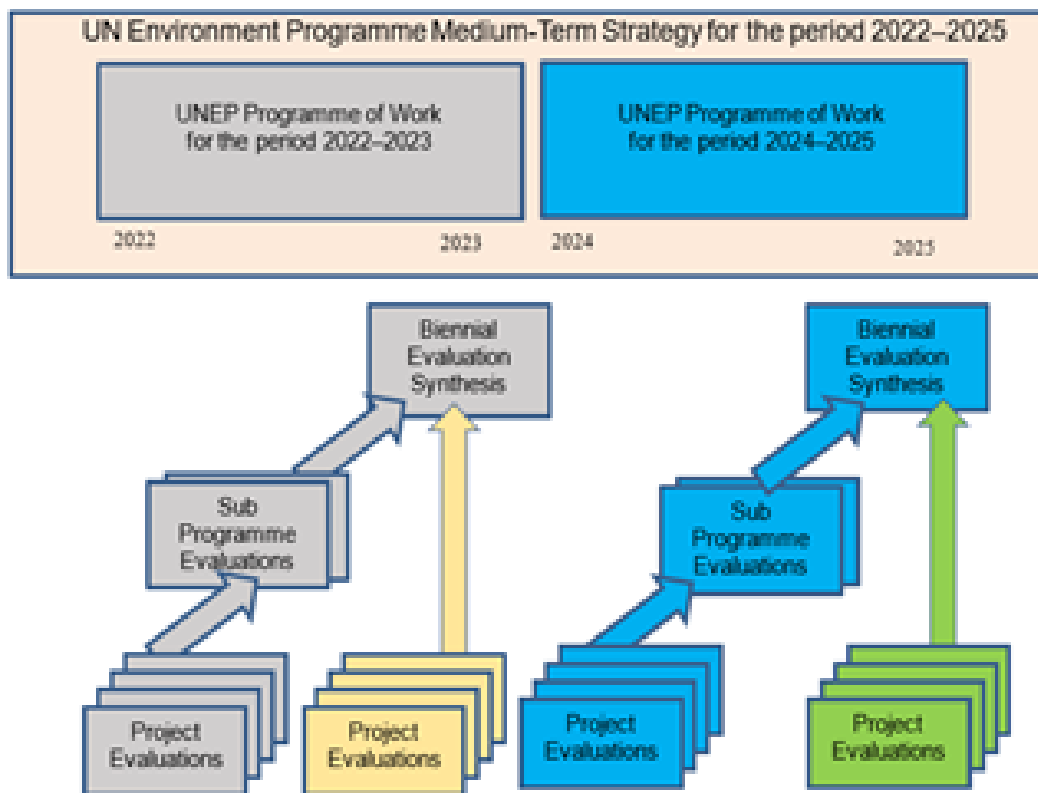 UN Environment Programme Medium-Term Strategy for the period 2022–2025
UNEP Programme of Work
for the period 2022–2023
UNEP Programme of Work
for the period 2024–2025
2022
2023
2024
2025
Biennial
Evaluation
Synthesis
Biennial
Evaluation
Synthesis
Sub
Programme
Evaluations
Sub
Programme
Evaluations
Project
Evaluations
Project
Evaluations
Project
Evaluations
Project
Evaluations